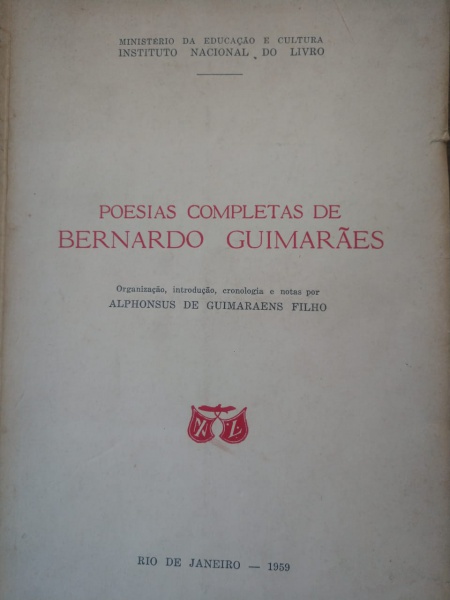 MINISTÉRIO DA EDUCAÇÃO E CULTURA
INSTITUTO NACIONAL DO LIVRO
POESIAS COMPLETAS DE
BERNARDO GUIMARÃES
Organização, introdução, cronologia e notas por
ALPHONSUS DE GUIMARAENS FILHO
RIO DE JANEIRO — 1959